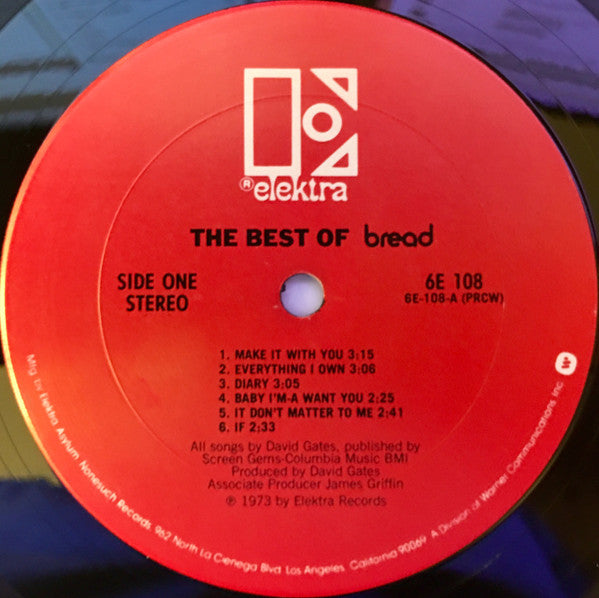 ® elektra
THE BEST OF bread
SIDE ONE
STEREO
6E 108
6E-108-A (PRCW)
1. MAKE IT WITH YOU 3:15
2. EVERYTHING I OWN 3:06
3. DIARY 3:05
4. BABY I'M-A WANT YOU 2:25
5. IT DON'T MATTER TO ME 2:41
6. IF 2:33
All songs by David Gates, published by
Screen Gems-Columbia Music BMI
Produced by David Gates
Associate Producer James Griffin
℗ 1973 by Elektra Records
Mfg by Elektra Asylum Nonesuch Records, 962 North La Cienega Blvd. Los Angeles, California 90069. A Division of Warner Communications Inc